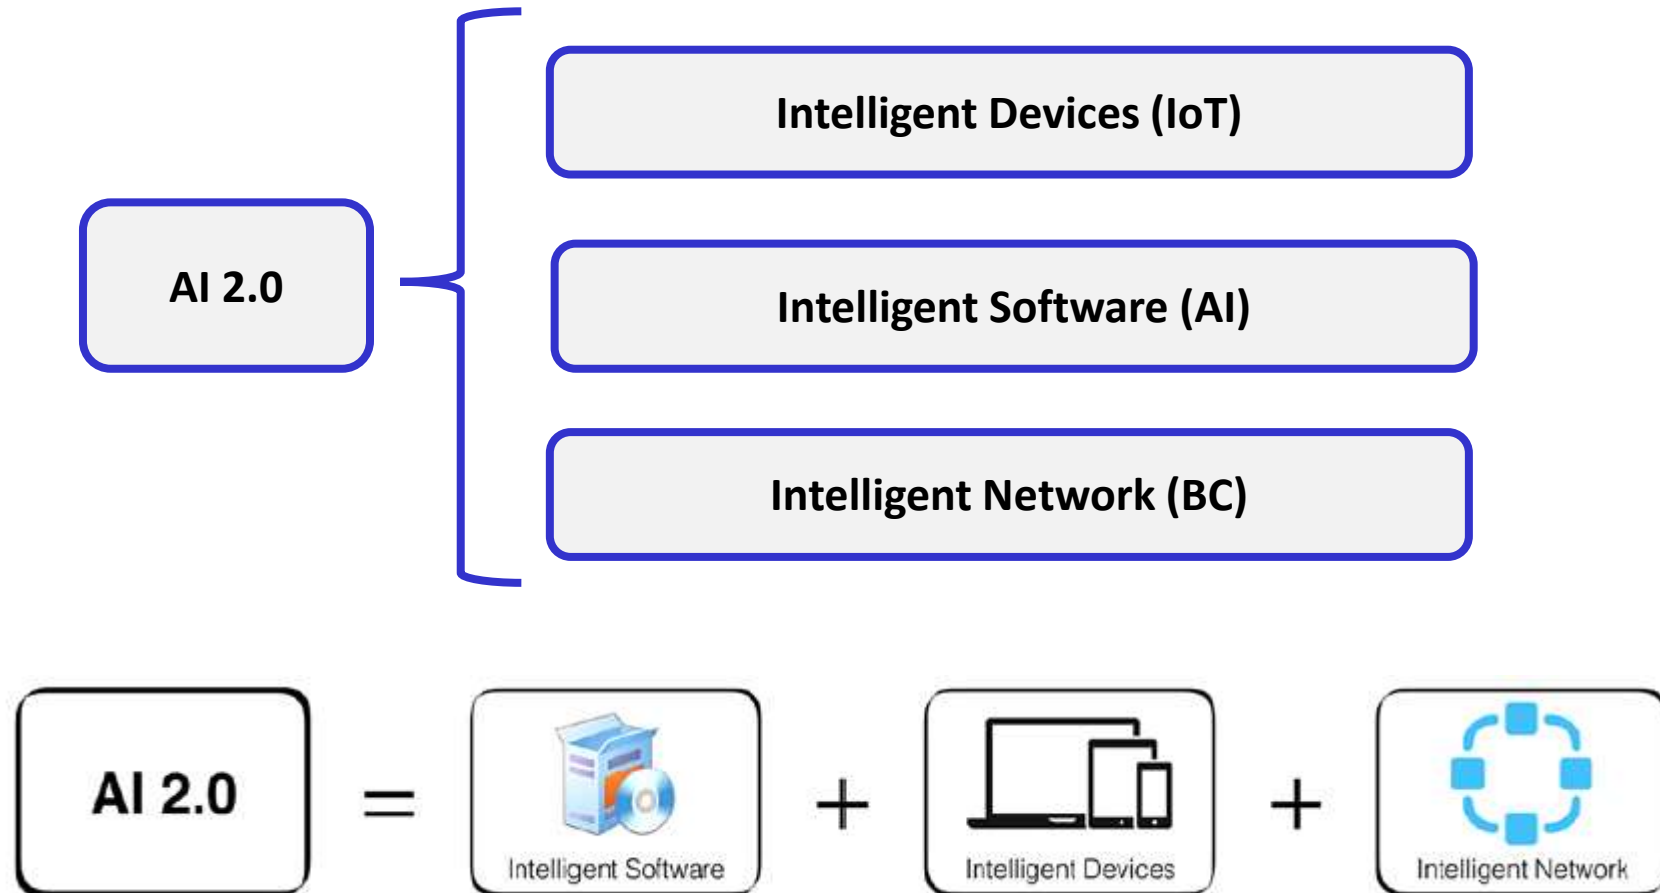 Intelligent Devices (IoT)
AI 2.0
Intelligent Software (AI)
Intelligent Network (BC)
AI 2.0 = Intelligent Software + Intelligent Devices + Intelligent Network